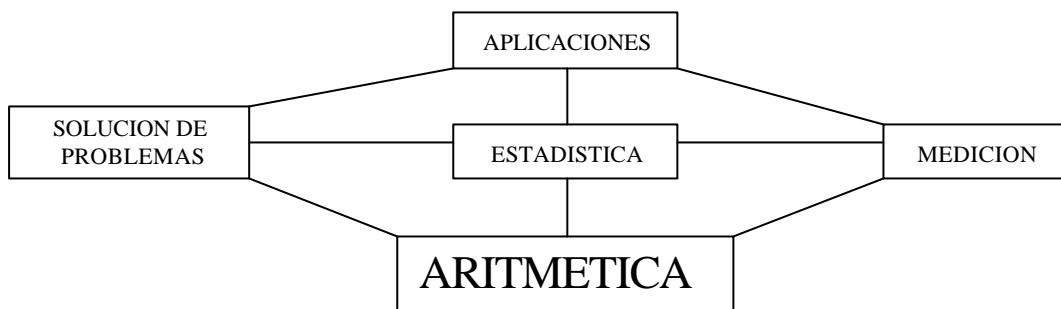 APLICACIONES
SOLUCION DE
PROBLEMAS
ESTADISTICA
MEDICION
ARITMETICA